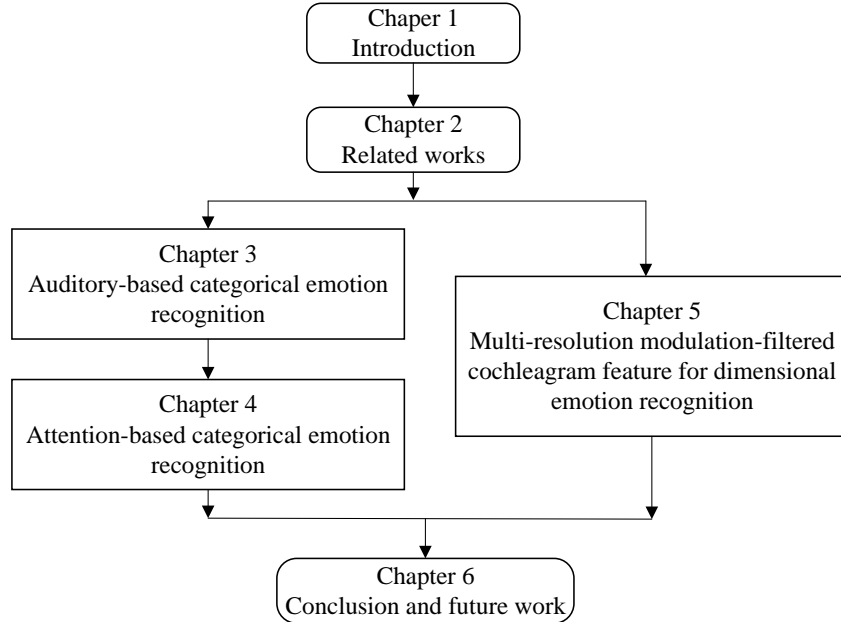 Chaper 1
Introduction
Chapter 2
Related works
Chapter 3
Auditory-based categorical emotion
recognition
Chapter 4
Attention-based categorical emotion
recognition
Chapter 5
Multi-resolution modulation-filtered
cochleagram feature for dimensional
emotion recognition
Chapter 6
Conclusion and future work